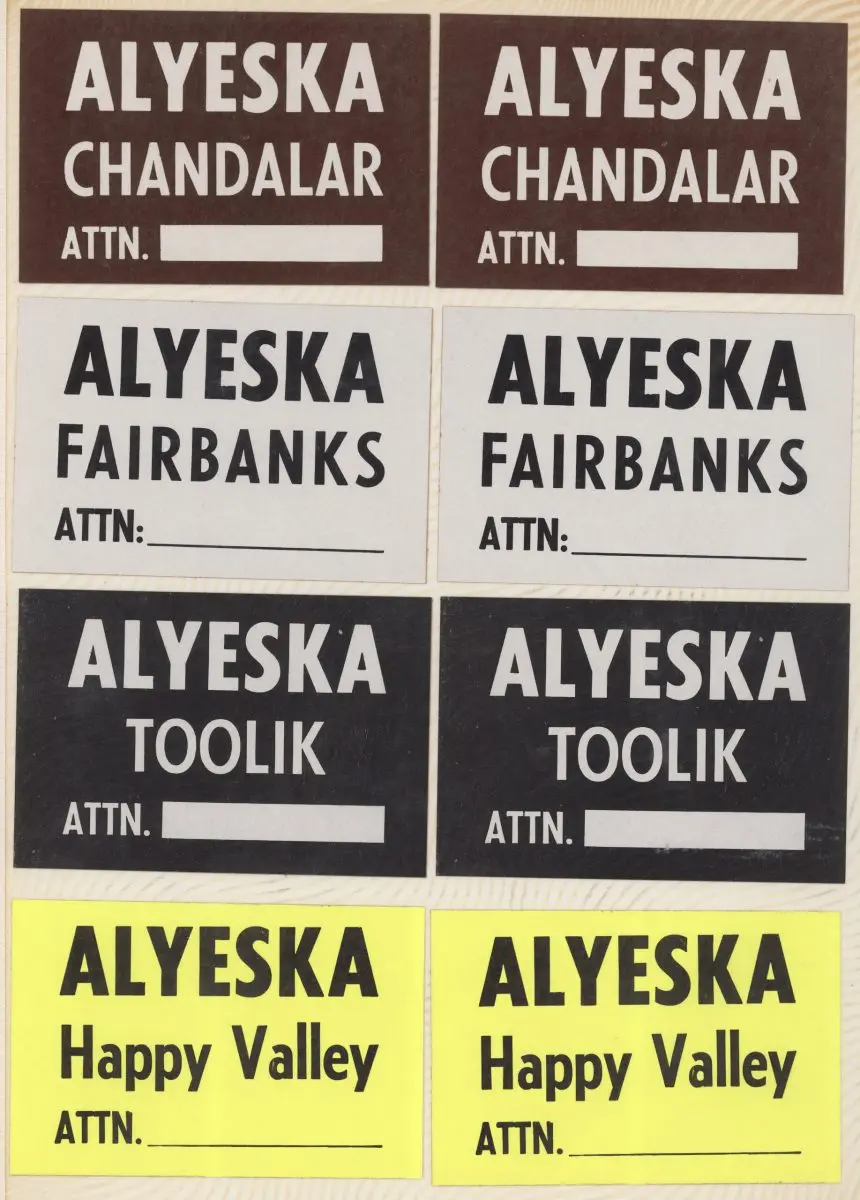 ALYESKA
CHANDALAR
ATTN.
ALYESKA
CHANDALAR
ATTN.
ALYESKA
FAIRBANKS
ATTN:
ALYESKA
FAIRBANKS
ATTN:
ALYESKA
TOOLIK
ATTN.
ALYESKA
TOOLIK
ATTN.
ALYESKA
Happy Valley
ATTN.
ALYESKA
Happy Valley
ATTN.